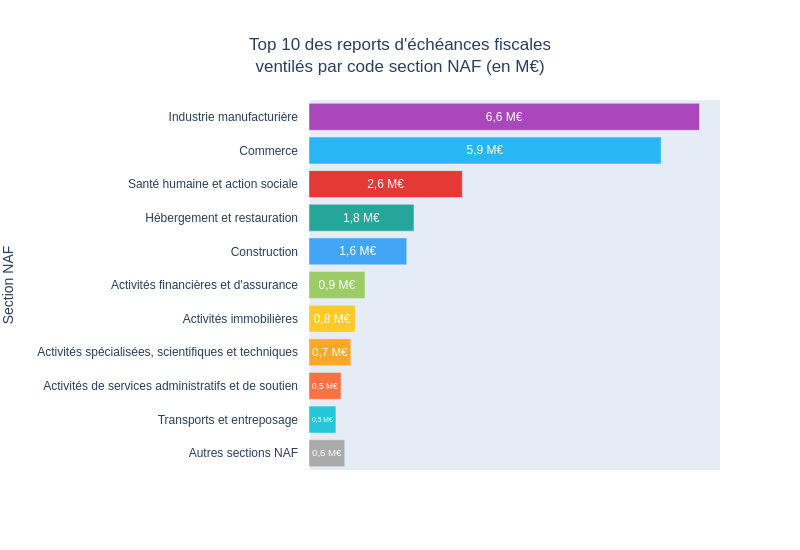 Top 10 des reports d'échéances fiscales
ventilés par code section NAF (en M€)
Section NAF
Industrie manufacturière 6,6 M€
Commerce 5,9 M€
Santé humaine et action sociale 2,6 M€
Hébergement et restauration 1,8 M€
Construction 1,6 M€
Activités financières et d'assurance 0,9 M€
Activités immobilières 0,8 M€
Activités spécialisées, scientifiques et techniques 0,7 M€
Activités de services administratifs et de soutien 0,5 M€
Transports et entreposage 0,5 M€
Autres sections NAF 0,6 M€